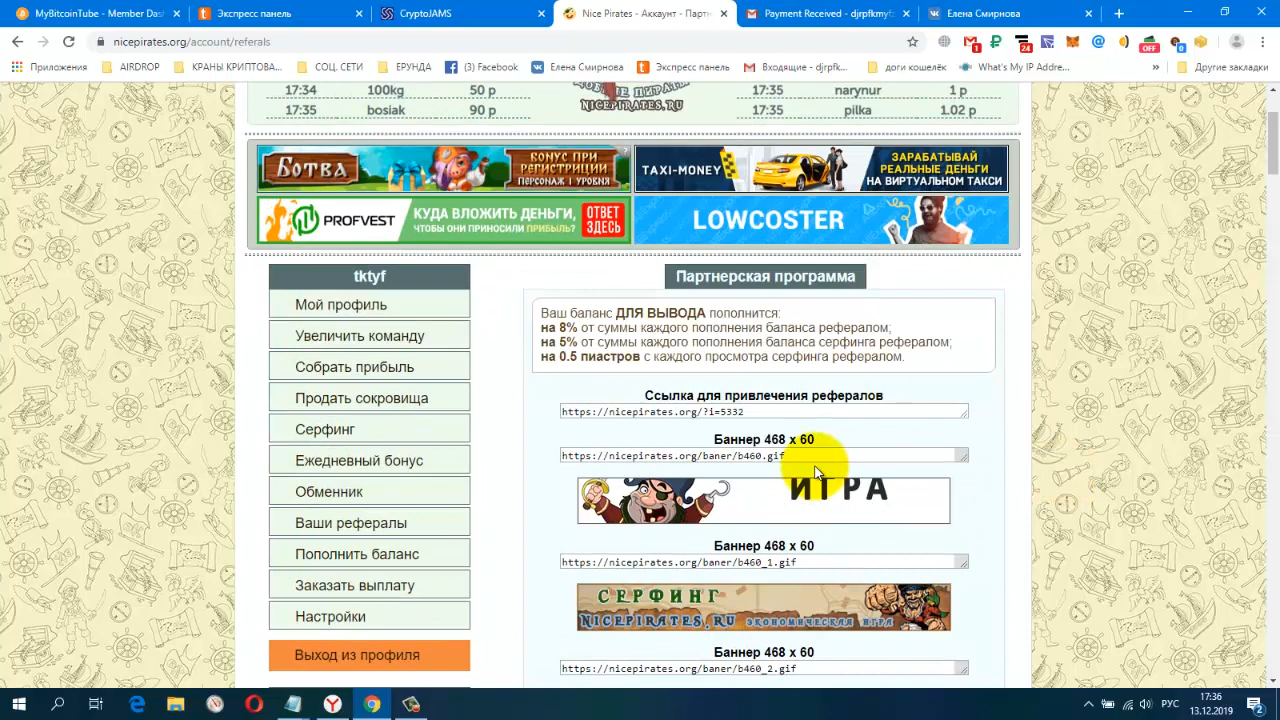 MyBitcoinTube - Member Dash
Экспресс панель
CryptoJAMS
Nice Pirates - Аккаунт - Партн
Payment Received - djrpfkmyf
Елена Смирнова
nicepirates.org/account/referals
1
24
OFF
0
Приложения
AIRDROP
КРАНЫ КРИПТОВА...
СОЦ. СЕТИ
ЕРУНДА
(3) Facebook
Елена Смирнова
Экспресс панель
Входящие - djrpfk...
доги кошелёк
What's My IP Addre...
»
Другие закладки
17:34 100kg 50 р
17:35 bosiak 90 р
NICEPIRATES.RU
17:35 narynur 1 р
17:35 pilka 1.02 р
БОТВА
БОНУС ПРИ
РЕГИСТРАЦИИ
ПЕРСОНАЖ 1 УРОВНЯ
TAXI-MONEY
ЗАРАБАТЫВАЙ
РЕАЛЬНЫЕ ДЕНЬГИ
НА ВИРТУАЛЬНОМ ТАКСИ
PROFVEST
КУДА ВЛОЖИТЬ ДЕНЬГИ,
ЧТОБЫ ОНИ ПРИНОСИЛИ ПРИБЫЛЬ?
ОТВЕТ
ЗДЕСЬ
LOWCOSTER
tktyf
Мой профиль
Увеличить команду
Собрать прибыль
Продать сокровища
Серфинг
Ежедневный бонус
Обменник
Ваши рефералы
Пополнить баланс
Заказать выплату
Настройки
Выход из профиля
Партнерская программа
Ваш баланс ДЛЯ ВЫВОДА пополнится:
на 8% от суммы каждого пополнения баланса рефералом;
на 5% от суммы каждого пополнения баланса серфинга рефералом;
на 0.5 пиастров с каждого просмотра серфинга рефералом.
Ссылка для привлечения рефералов
https://nicepirates.org/?i=5332
Баннер 468 x 60
https://nicepirates.org/baner/b460.gif
ИГРА
Баннер 468 x 60
https://nicepirates.org/baner/b460_1.gif
СЕРФИНГ
NICEPIRATES.RU ЭКОНОМИЧЕСКАЯ ИГРА
Баннер 468 x 60
https://nicepirates.org/baner/b460_2.gif
РУС
17:36
13.12.2019
2